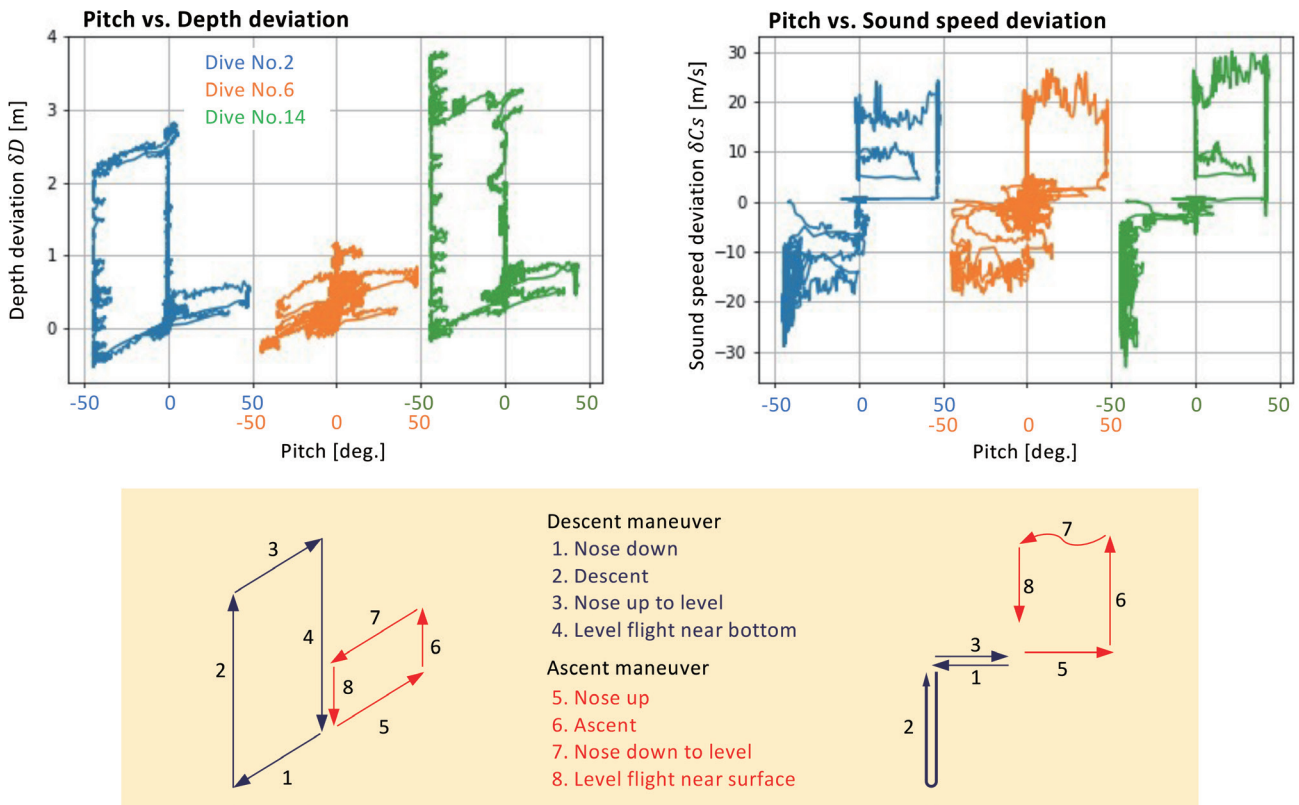 Pitch vs. Depth deviation
4
3
2
1
0
Depth deviation δD [m]
Dive No.2
Dive No.6
Dive No.14
-50 0 50 -50 0 50
-50 0 50
Pitch [deg.]
Pitch vs. Sound speed deviation
30
20
10
0
−10
−20
−30
Sound speed deviation δCs [m/s]
-50 0 50 -50 0 50
-50 0 50
Pitch [deg.]
3
2
4
1
7
6
8
5
Descent maneuver
1. Nose down
2. Descent
3. Nose up to level
4. Level flight near bottom
Ascent maneuver
5. Nose up
6. Ascent
7. Nose down to level
8. Level flight near surface
7
8
6
3
1
5
2